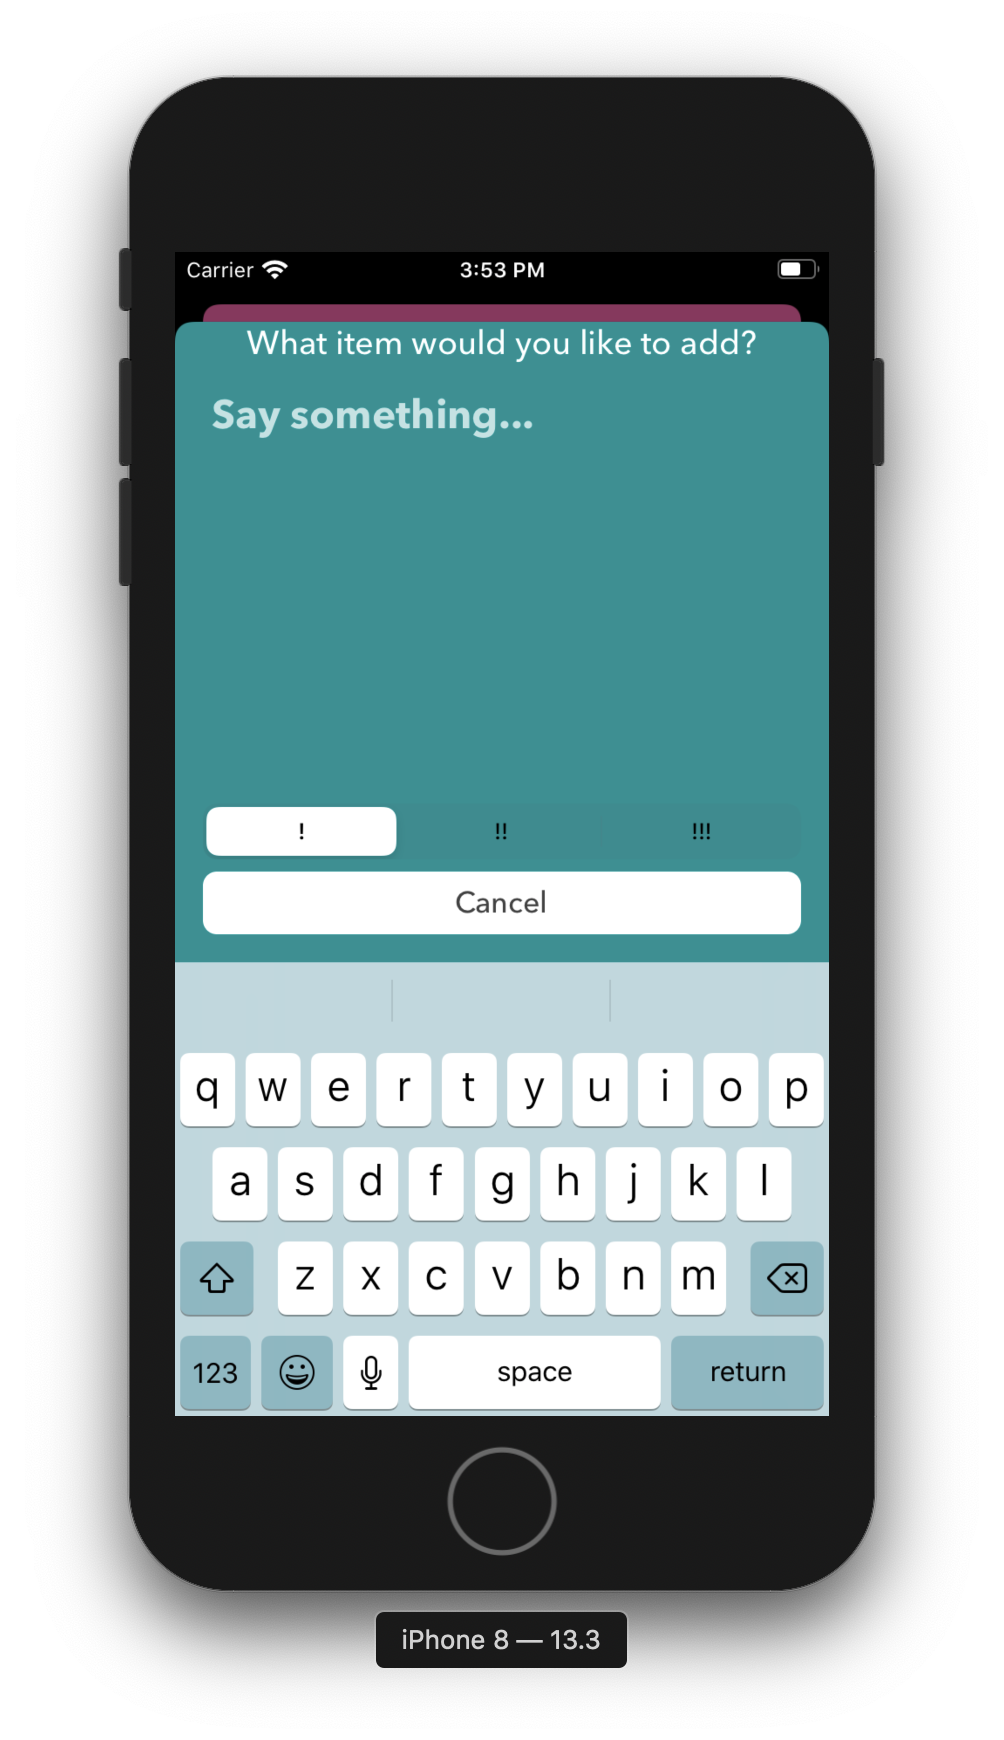 Carrier 3:53 PM
What item would you like to add?
Say something...
! !! !!!
Cancel
q w e r t y u i o p
a s d f g h j k l
z x c v b n m
123 space return
iPhone 8 — 13.3